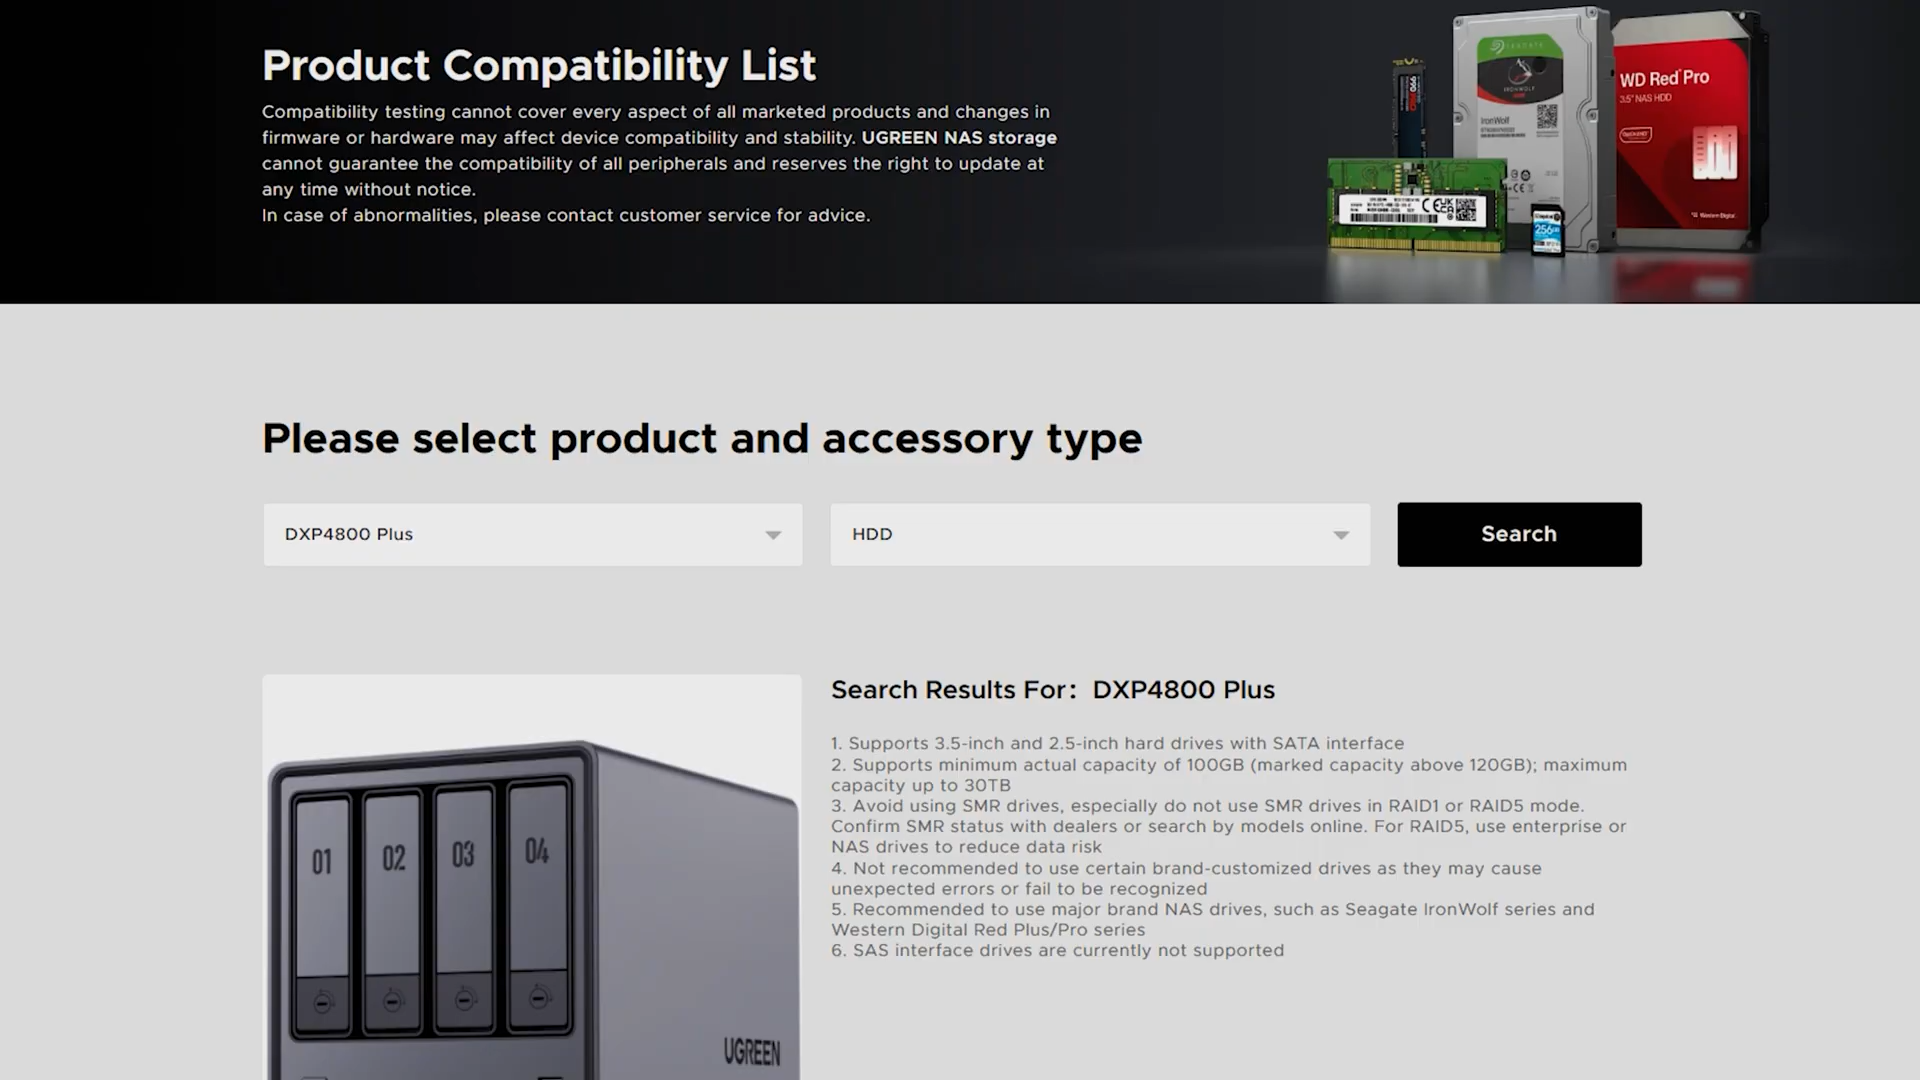 Product Compatibility List
Compatibility testing cannot cover every aspect of all marketed products and changes in
firmware or hardware may affect device compatibility and stability. UGREEN NAS storage
cannot guarantee the compatibility of all peripherals and reserves the right to update at
any time without notice.
In case of abnormalities, please contact customer service for advice.
SEAGATE
IRONWOLF
IronWolf
WD Red Pro
3.5" NAS HDD
Western Digital
990 PRO
256GB
Please select product and accessory type
DXP4800 Plus
HDD
Search
Search Results For: DXP4800 Plus
1. Supports 3.5-inch and 2.5-inch hard drives with SATA interface
2. Supports minimum actual capacity of 100GB (marked capacity above 120GB); maximum
capacity up to 30TB
3. Avoid using SMR drives, especially do not use SMR drives in RAID1 or RAID5 mode.
Confirm SMR status with dealers or search by models online. For RAID5, use enterprise or
NAS drives to reduce data risk
4. Not recommended to use certain brand-customized drives as they may cause
unexpected errors or fail to be recognized
5. Recommended to use major brand NAS drives, such as Seagate IronWolf series and
Western Digital Red Plus/Pro series
6. SAS interface drives are currently not supported
01
02
03
04
UGREEN